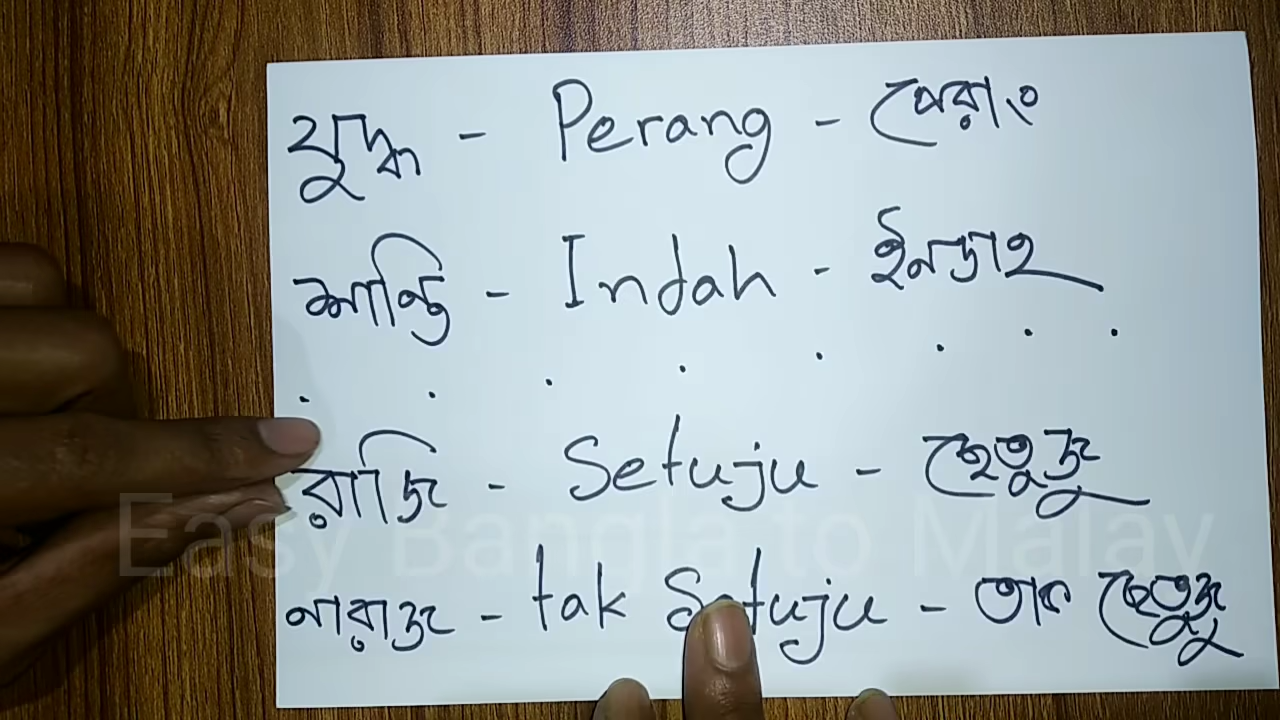 যুদ্ধ - Perang - পেরাং
শান্তি - Indah - ইনডাহ
রাজি - Setuju - ছেতুজু
নারাজ - tak Setuju - তাক ছেতুজু
Easy Bangla to Malay